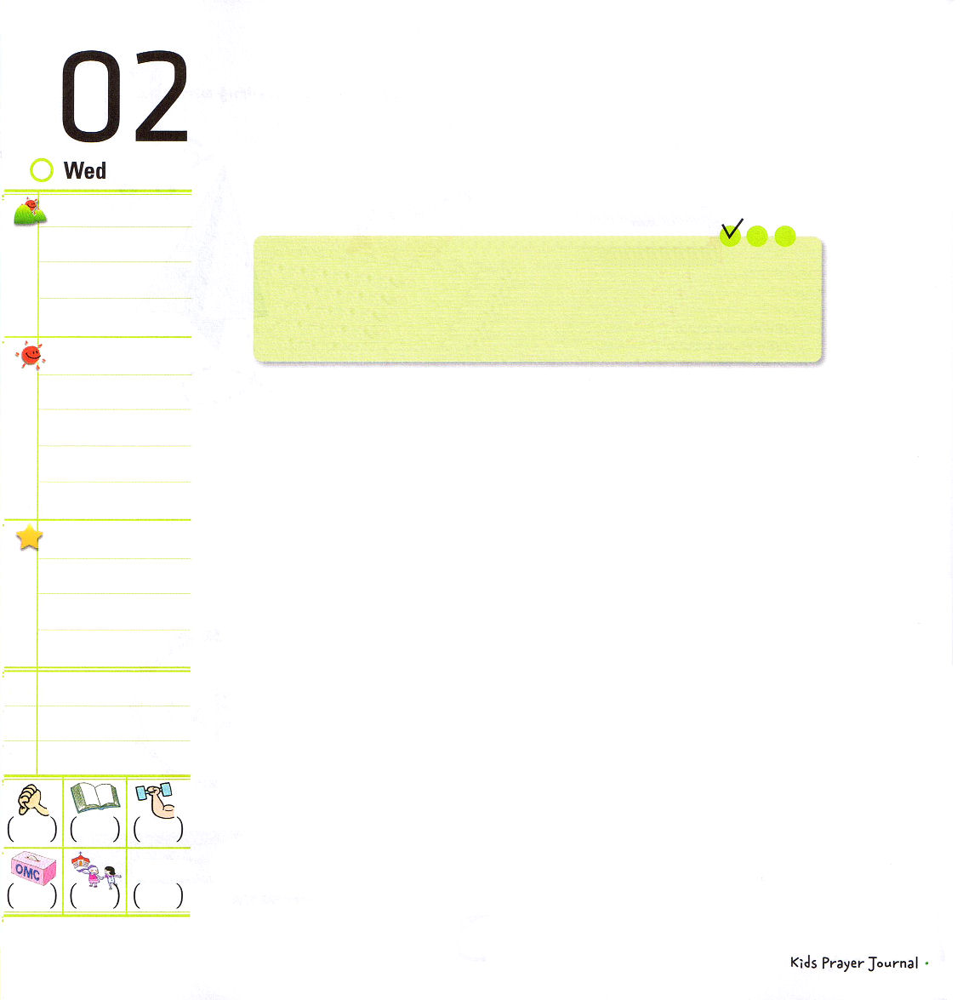 02
Wed
( ) ( ) ( )
OMC
( ) ( ) ( )
Kids Prayer Journal